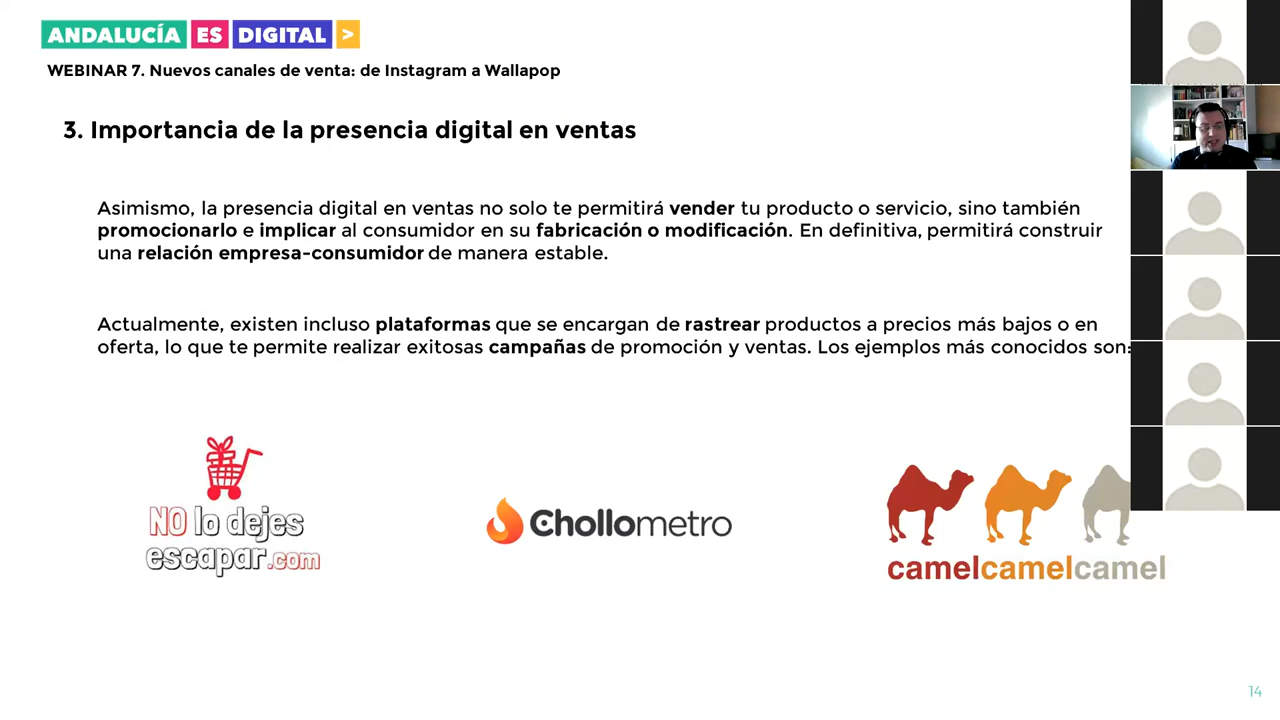 ANDALUCÍA ES DIGITAL >
WEBINAR 7. Nuevos canales de venta: de Instagram a Wallapop
3. Importancia de la presencia digital en ventas
Asimismo, la presencia digital en ventas no solo te permitirá vender tu producto o servicio, sino también
promocionarlo e implicar al consumidor en su fabricación o modificación. En definitiva, permitirá construir
una relación empresa-consumidor de manera estable.
Actualmente, existen incluso plataformas que se encargan de rastrear productos a precios más bajos o en
oferta, lo que te permite realizar exitosas campañas de promoción y ventas. Los ejemplos más conocidos son:
NO lo dejes
escapar.com
Chollometro
camelcamelcamel
14